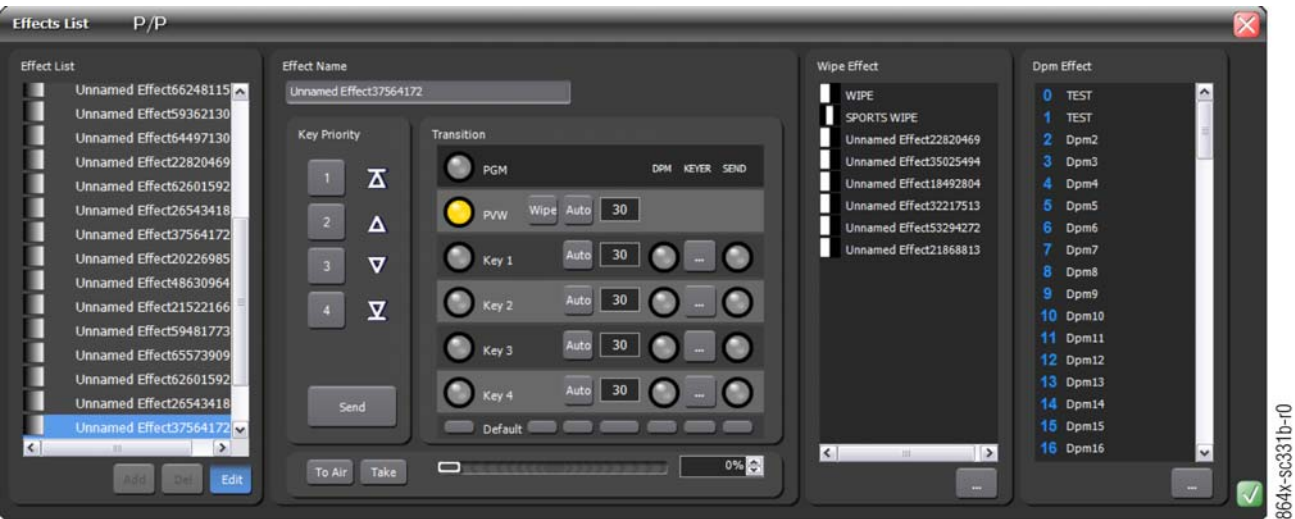 Effects List P/P
Effect List
Unnamed Effect66248115
Unnamed Effect59362130
Unnamed Effect64497130
Unnamed Effect22820469
Unnamed Effect62601592
Unnamed Effect26543418
Unnamed Effect37564172
Unnamed Effect20226985
Unnamed Effect48630964
Unnamed Effect21522166
Unnamed Effect59481773
Unnamed Effect65573909
Unnamed Effect62601592
Unnamed Effect26543418
Unnamed Effect37564172
Add Del Edit
Effect Name
Unnamed Effect37564172
Key Priority
1
2
3
4
Send
Transition
PGM DPM KEYER SEND
PVW Wipe Auto 30
Key 1 Auto 30 ...
Key 2 Auto 30 ...
Key 3 Auto 30 ...
Key 4 Auto 30 ...
Default
To Air Take 0%
Wipe Effect
WIPE
SPORTS WIPE
Unnamed Effect22820469
Unnamed Effect35025494
Unnamed Effect18492804
Unnamed Effect32217513
Unnamed Effect53294272
Unnamed Effect21868813
...
Dpm Effect
0 TEST
1 TEST
2 Dpm2
3 Dpm3
4 Dpm4
5 Dpm5
6 Dpm6
7 Dpm7
8 Dpm8
9 Dpm9
10 Dpm10
11 Dpm11
12 Dpm12
13 Dpm13
14 Dpm14
15 Dpm15
16 Dpm16
...
864x-sc331b-r0